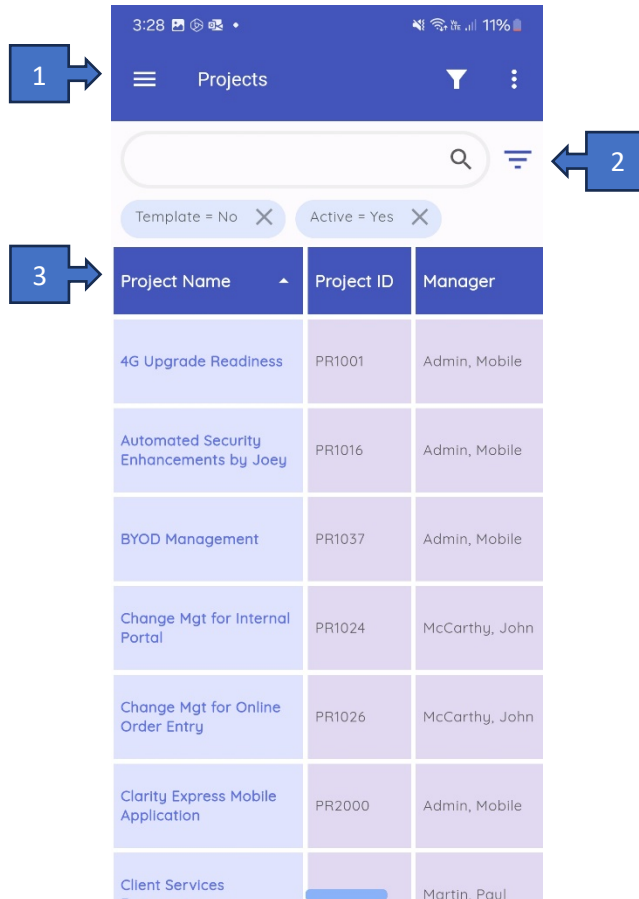 3:28 11%
1
Projects
2
Template = No Active = Yes
3
Project Name Project ID Manager
4G Upgrade Readiness PR1001 Admin, Mobile
Automated Security
Enhancements by Joey
PR1016 Admin, Mobile
BYOD Management PR1037 Admin, Mobile
Change Mgt for Internal
Portal
PR1024 McCarthy, John
Change Mgt for Online
Order Entry
PR1026 McCarthy, John
Clarity Express Mobile
Application
PR2000 Admin, Mobile
Client Services
Martin, Paul